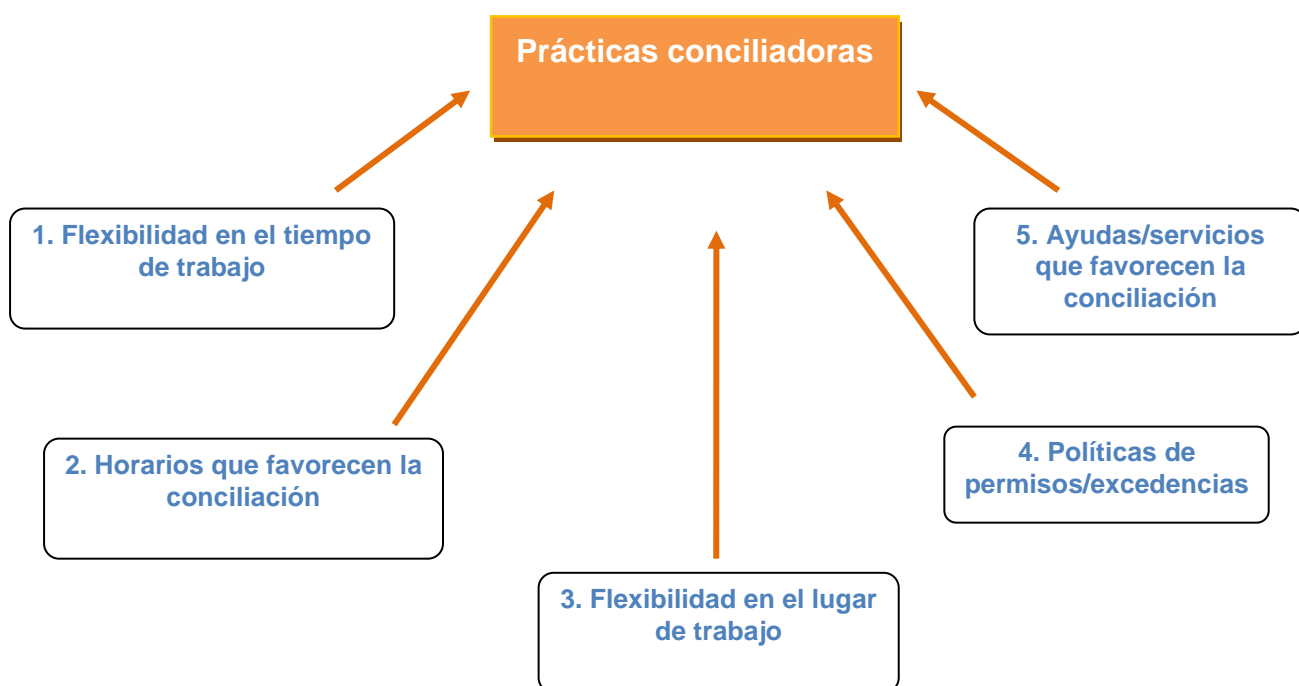 Prácticas conciliadoras
1. Flexibilidad en el tiempo
de trabajo
2. Horarios que favorecen la
conciliación
3. Flexibilidad en el lugar
de trabajo
4. Políticas de
permisos/excedencias
5. Ayudas/servicios
que favorecen la
conciliación